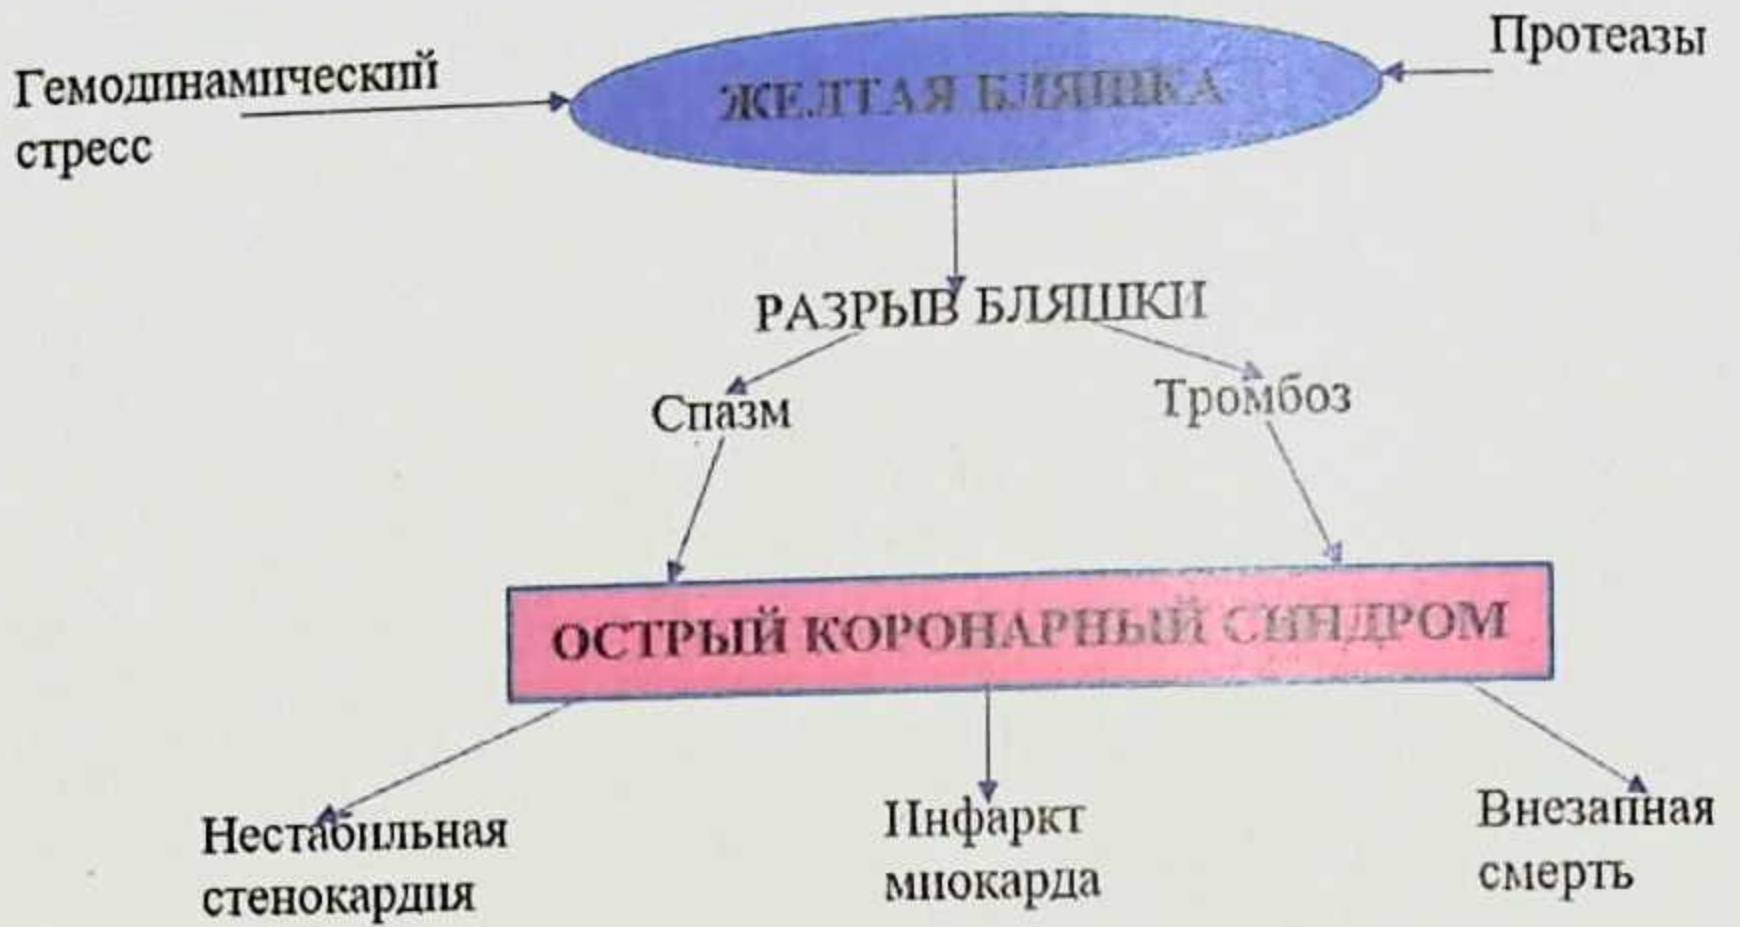 Гемодинамический
стресс
ЖЕЛТАЯ БЛЯШКА
Протеазы
РАЗРЫВ БЛЯШКИ
Спазм
Тромбоз
ОСТРЫЙ КОРОНАРНЫЙ СИНДРОМ
Нестабильная
стенокардия
Инфаркт
миокарда
Внезапная
смерть